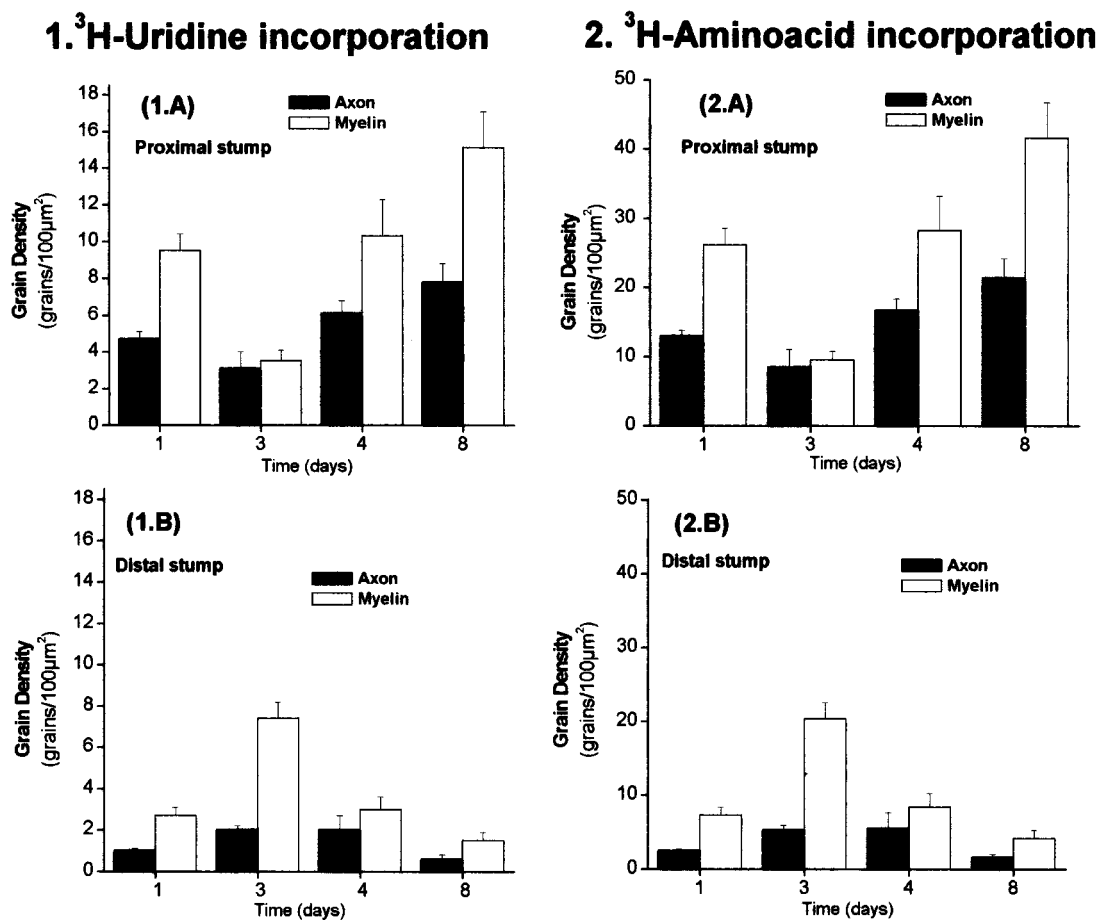 1.³H-Uridine incorporation
2. ³H-Aminoacid incorporation
(1.A)
Proximal stump
Axon
Myelin
Grain Density
(grains/100µm²)
18
16
14
12
10
8
6
4
2
0
1
3
4
8
Time (days)
(2.A)
Proximal stump
Axon
Myelin
Grain Density
(grains/100µm²)
50
40
30
20
10
0
1
3
4
8
Time (days)
(1.B)
Distal stump
Axon
Myelin
Grain Density
(grains/100µm²)
18
16
14
12
10
8
6
4
2
0
1
3
4
8
Time (days)
(2.B)
Distal stump
Axon
Myelin
Grain Density
(grains/100µm²)
50
40
30
20
10
0
1
3
4
8
Time (days)